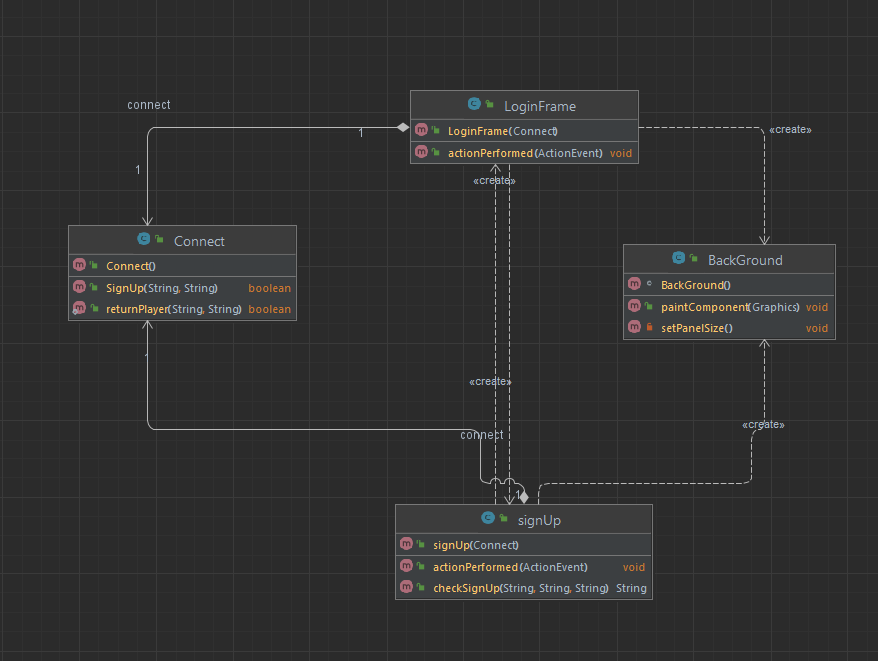 connect
LoginFrame
LoginFrame(Connect)
actionPerformed(ActionEvent) void
1
1
«create»
«create»
Connect
Connect()
SignUp(String, String) boolean
returnPlayer(String, String) boolean
BackGround
BackGround()
paintComponent(Graphics) void
setPanelSize() void
«create»
«create»
connect
1
signUp
signUp(Connect)
actionPerformed(ActionEvent) void
checkSignUp(String, String, String) String